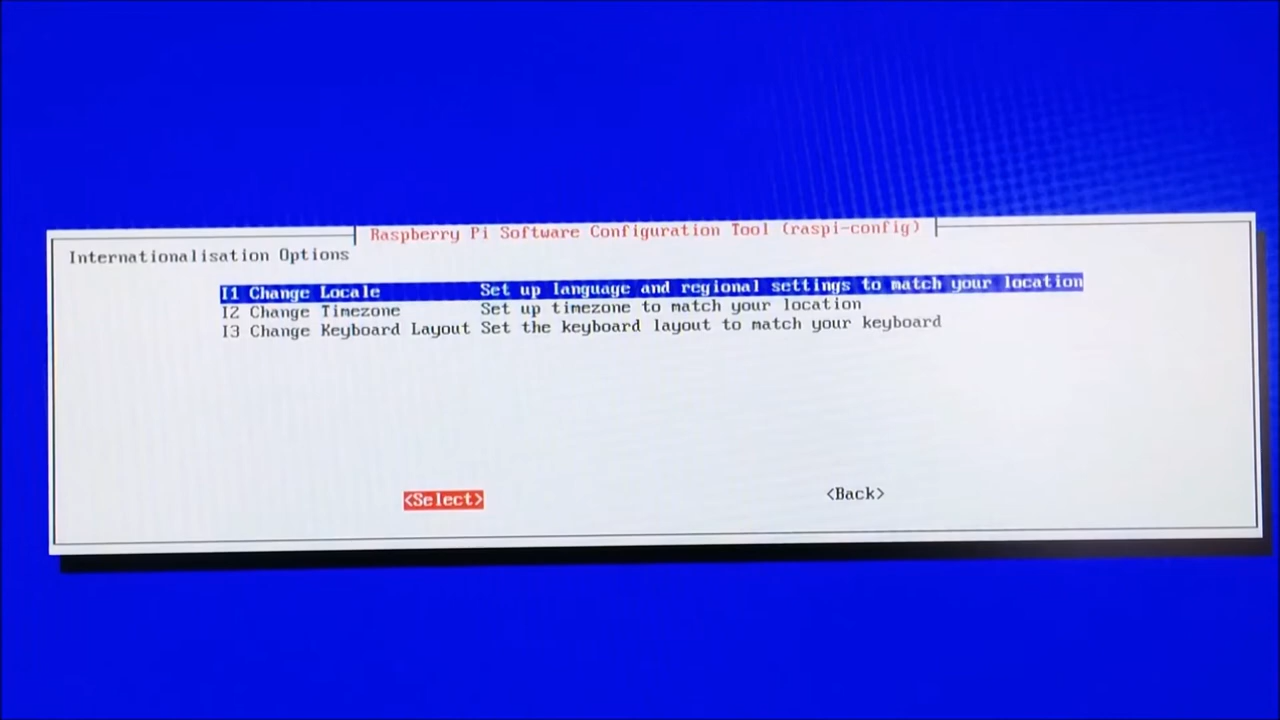 Raspberry Pi Software Configuration Tool (raspi-config)
Internationalisation Options
I1 Change Locale Set up language and regional settings to match your location
I2 Change Timezone Set up timezone to match your location
I3 Change Keyboard Layout Set the keyboard layout to match your keyboard
<Select> <Back>